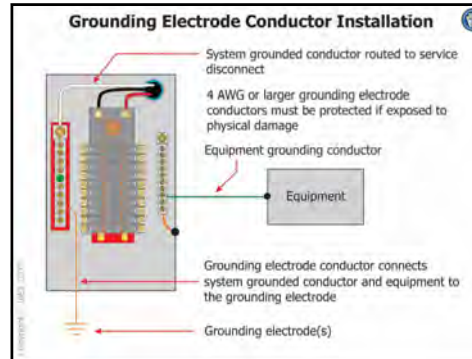 Grounding Electrode Conductor Installation
System grounded conductor routed to service
disconnect
4 AWG or larger grounding electrode
conductors must be protected if exposed to
physical damage
Equipment grounding conductor
Equipment
Grounding electrode conductor connects
system grounded conductor and equipment to
the grounding electrode
Grounding electrode(s)